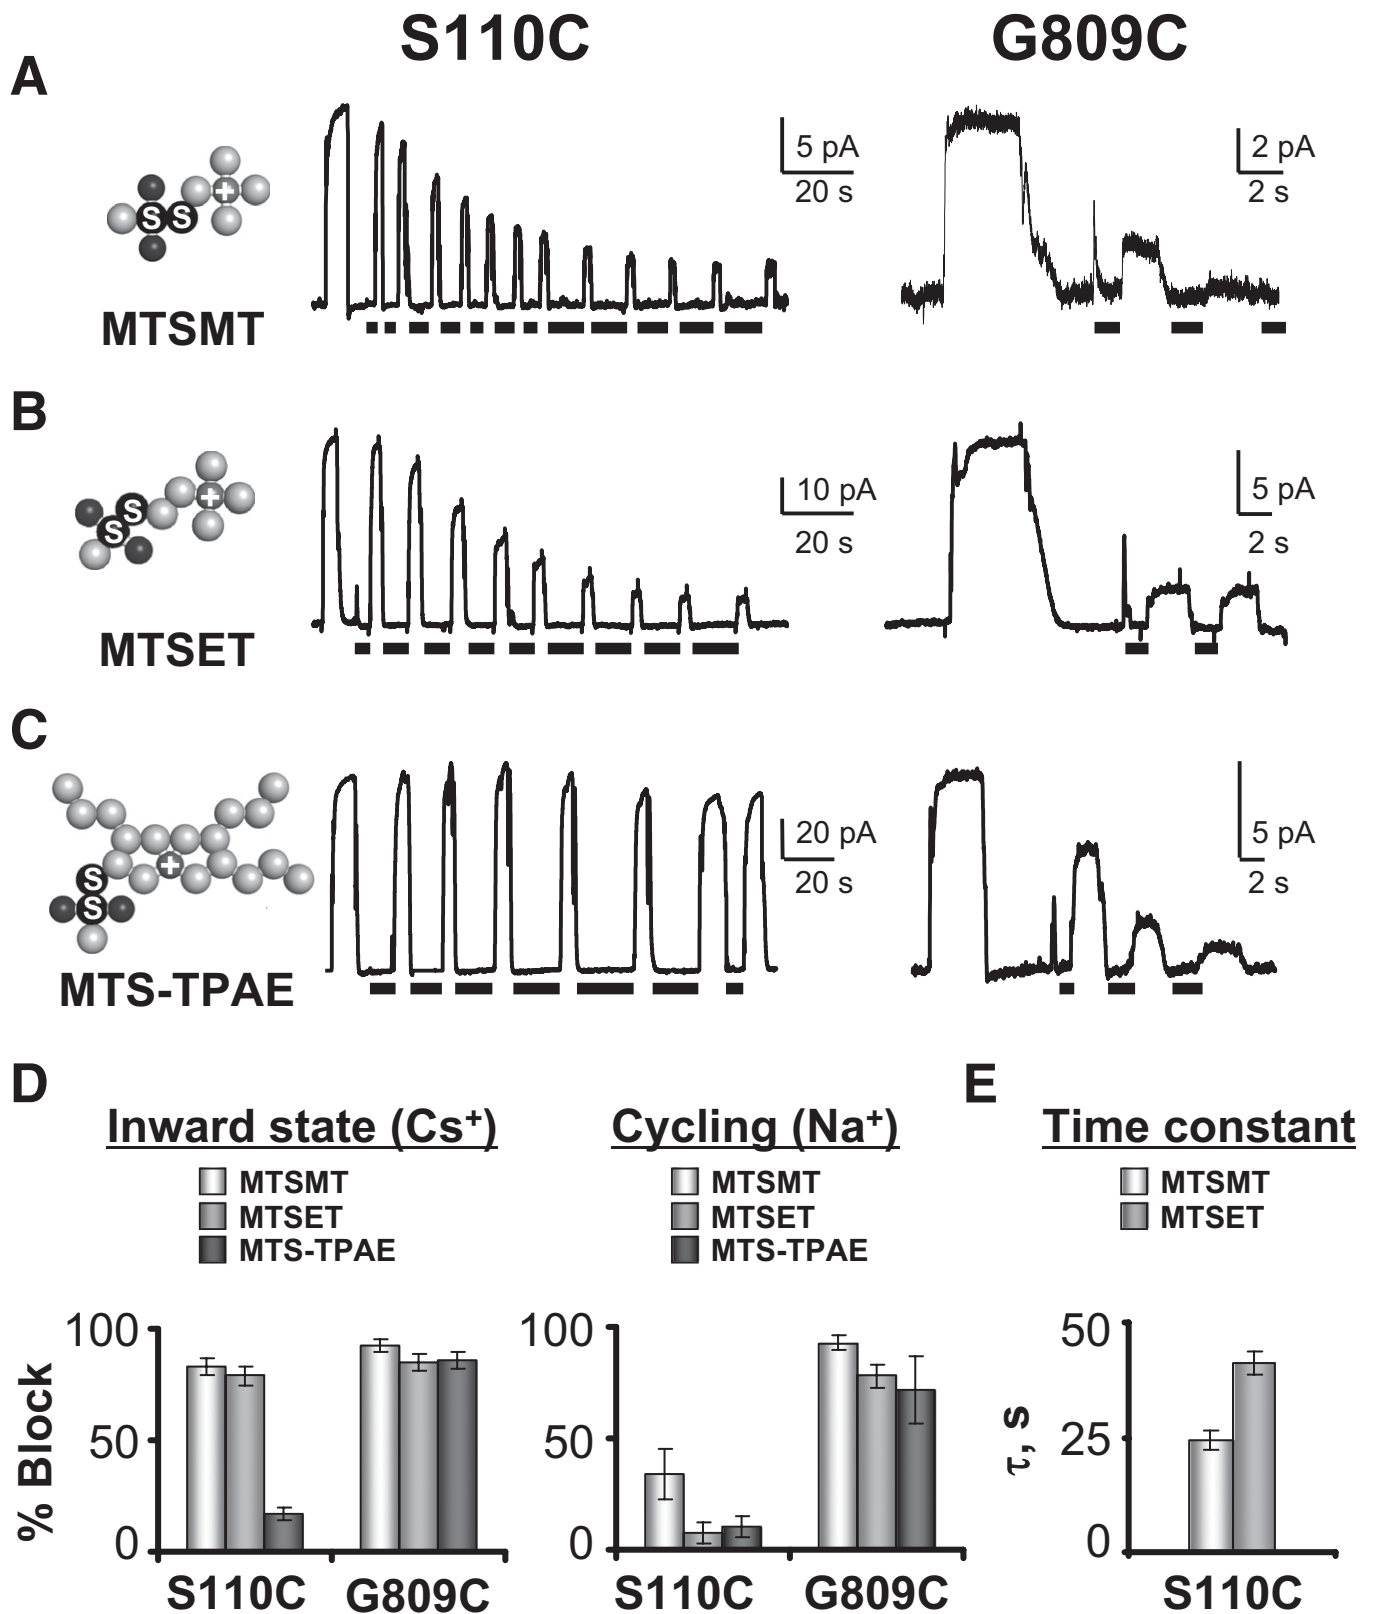 S110C G809C
A
S S +
MTSMT
5 pA
20 s
2 pA
2 s
B
S S +
MTSET
10 pA
20 s
5 pA
2 s
C
+
S
S
MTS-TPAE
20 pA
20 s
5 pA
2 s
D
Inward state (Cs+)
MTSMT
MTSET
MTS-TPAE
% Block
100
50
0
S110C G809C
Cycling (Na+)
MTSMT
MTSET
MTS-TPAE
100
50
0
S110C G809C
E
Time constant
MTSMT
MTSET
τ, s
50
25
0
S110C